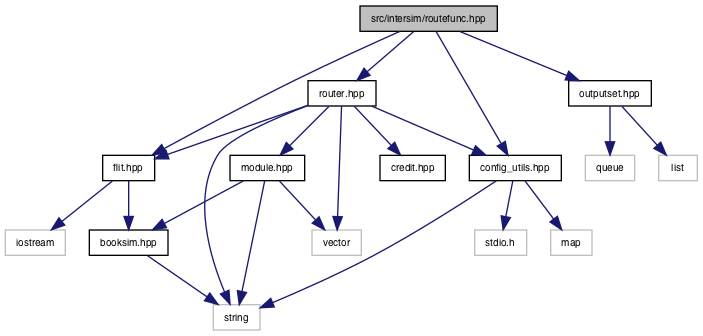 src/intersim/routefunc.hpp
router.hpp
outputset.hpp
flit.hpp
module.hpp
credit.hpp
config_utils.hpp
queue
list
iostream
booksim.hpp
vector
stdio.h
map
string